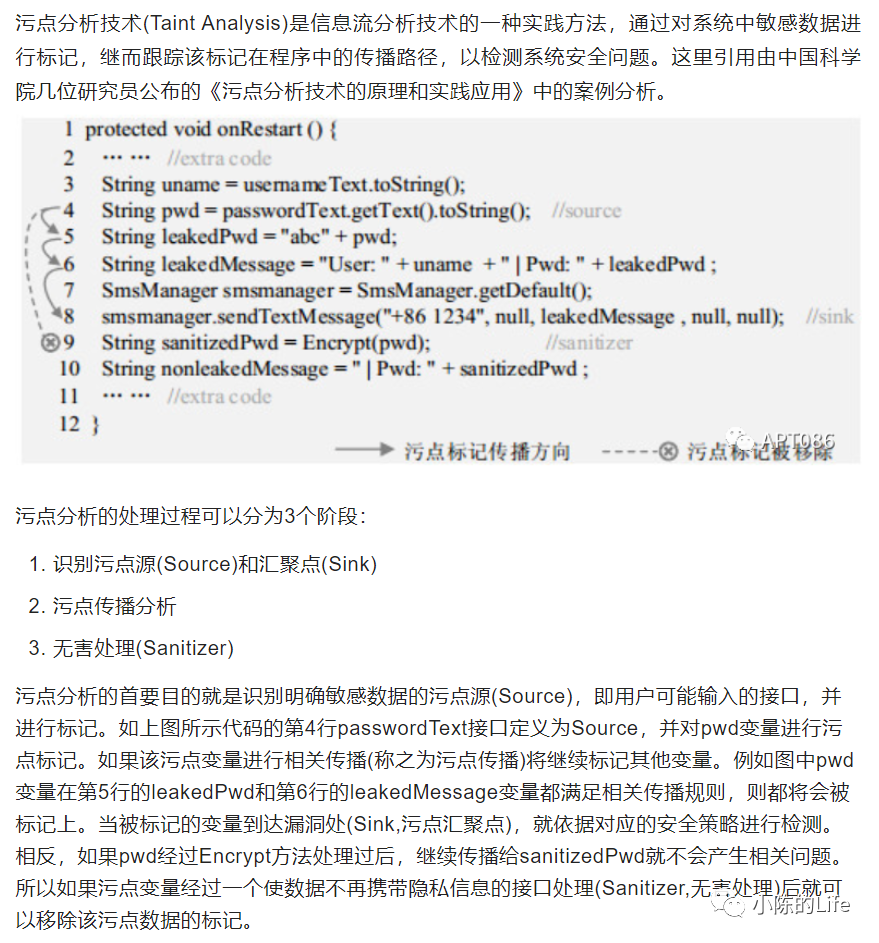 污点分析技术(Taint Analysis)是信息流分析技术的一种实践方法，通过对系统中敏感数据进
行标记，继而跟踪该标记在程序中的传播路径，以检测系统安全问题。这里引用由中国科学
院几位研究员公布的《污点分析技术的原理和实践应用》中的案例分析。
1 protected void onRestart () {
2 … … //extra code
3 String uname = usernameText.toString();
4 String pwd = passwordText.getText().toString(); //source
5 String leakedPwd = "abc" + pwd;
6 String leakedMessage = "User: " + uname + " | Pwd: " + leakedPwd ;
7 SmsManager smsmanager = SmsManager.getDefault();
8 smsmanager.sendTextMessage("+86 1234", null, leakedMessage , null, null); //sink
9 String sanitizedPwd = Encrypt(pwd); //sanitizer
10 String nonleakedMessage = " | Pwd: " + sanitizedPwd ;
11 … … //extra code
12 }
APT086
污点标记传播方向 污点标记被移除
污点分析的处理过程可以分为3个阶段：
1. 识别污点源(Source)和汇聚点(Sink)
2. 污点传播分析
3. 无害处理(Sanitizer)
污点分析的首要目的就是识别明确敏感数据的污点源(Source)，即用户可能输入的接口，并
进行标记。如上图所示代码的第4行passwordText接口定义为Source，并对pwd变量进行污
点标记。如果该污点变量进行相关传播(称之为污点传播)将继续标记其他变量。例如图中pwd
变量在第5行的leakedPwd和第6行的leakedMessage变量都满足相关传播规则，则都将会被
标记上。当被标记的变量到达漏洞处(Sink,污点汇聚点)，就依据对应的安全策略进行检测。
相反，如果pwd经过Encrypt方法处理过后，继续传播给sanitizedPwd就不会产生相关问题。
所以如果污点变量经过一个使数据不再携带隐私信息的接口处理(Sanitizer,无害处理)后就可
以移除该污点数据的标记。
小陈的Life